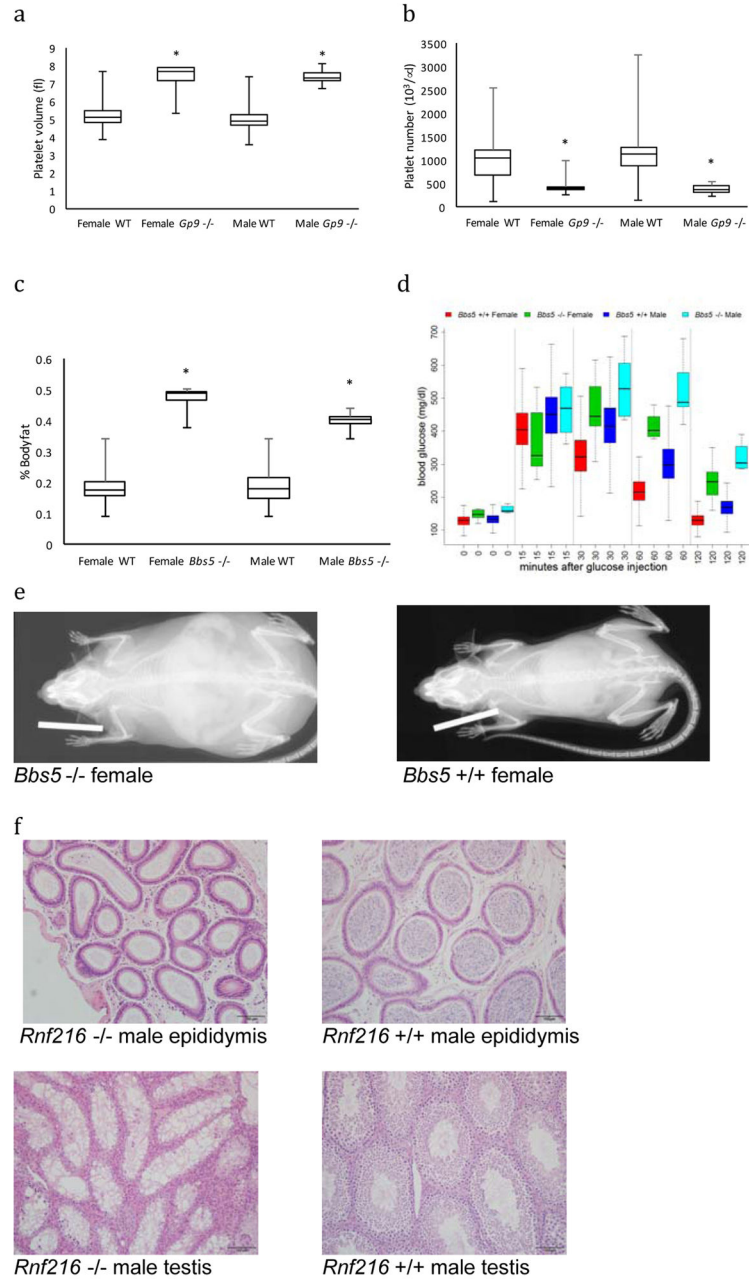 a
Platelet volume (fl)
9
8
7
6
5
4
3
2
1
0
*
*
Female WT Female Gp9 -/- Male WT Male Gp9 -/-
b
Platlet number (10³/∝d)
3500
3000
2500
2000
1500
1000
500
0
*
*
Female WT Female Gp9 -/- Male WT Male Gp9 -/-
c
% Bodyfat
0.6
0.5
0.4
0.3
0.2
0.1
0
*
*
Female WT Female Bbs5 -/- Male WT Male Bbs5 -/-
d
Bbs5 +/+ Female Bbs5 -/- Female Bbs5 +/+ Male Bbs5 -/- Male
blood glucose (mg/dl)
700
600
500
400
300
200
100
0 0 0 0 15 15 15 15 30 30 30 30 60 60 60 60 120 120 120 120
minutes after glucose injection
e
Bbs5 -/- female
Bbs5 +/+ female
f
Rnf216 -/- male epididymis
Rnf216 +/+ male epididymis
Rnf216 -/- male testis
Rnf216 +/+ male testis